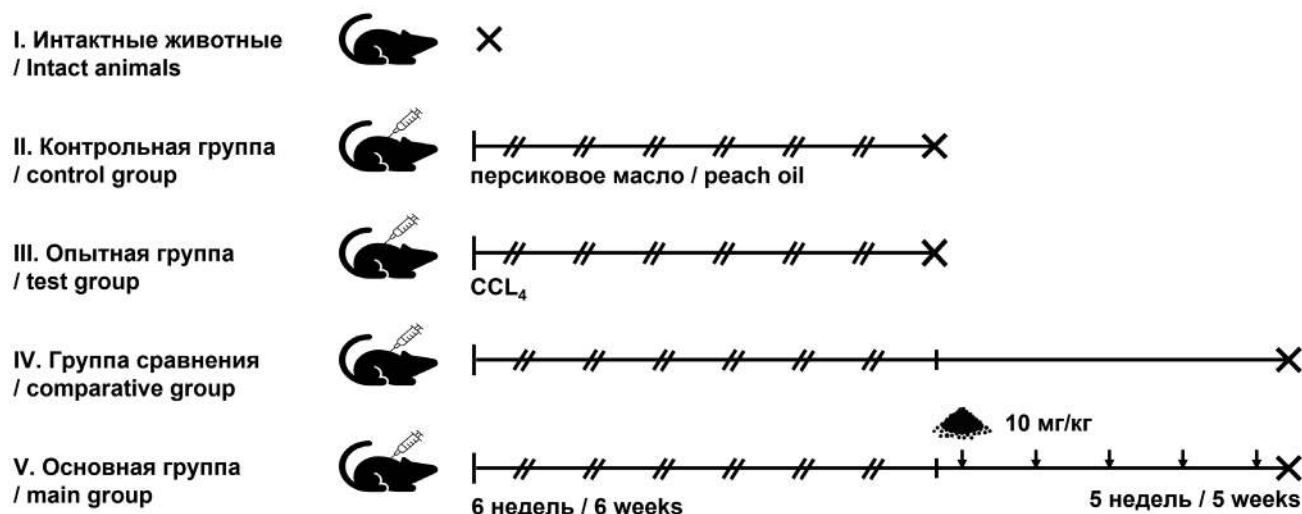 I. Интактные животные
/ Intact animals
II. Контрольная группа
/ control group
персиковое масло / peach oil
III. Опытная группа
/ test group
CCL₄
IV. Группа сравнения
/ comparative group
10 мг/кг
V. Основная группа
/ main group
6 недель / 6 weeks
5 недель / 5 weeks